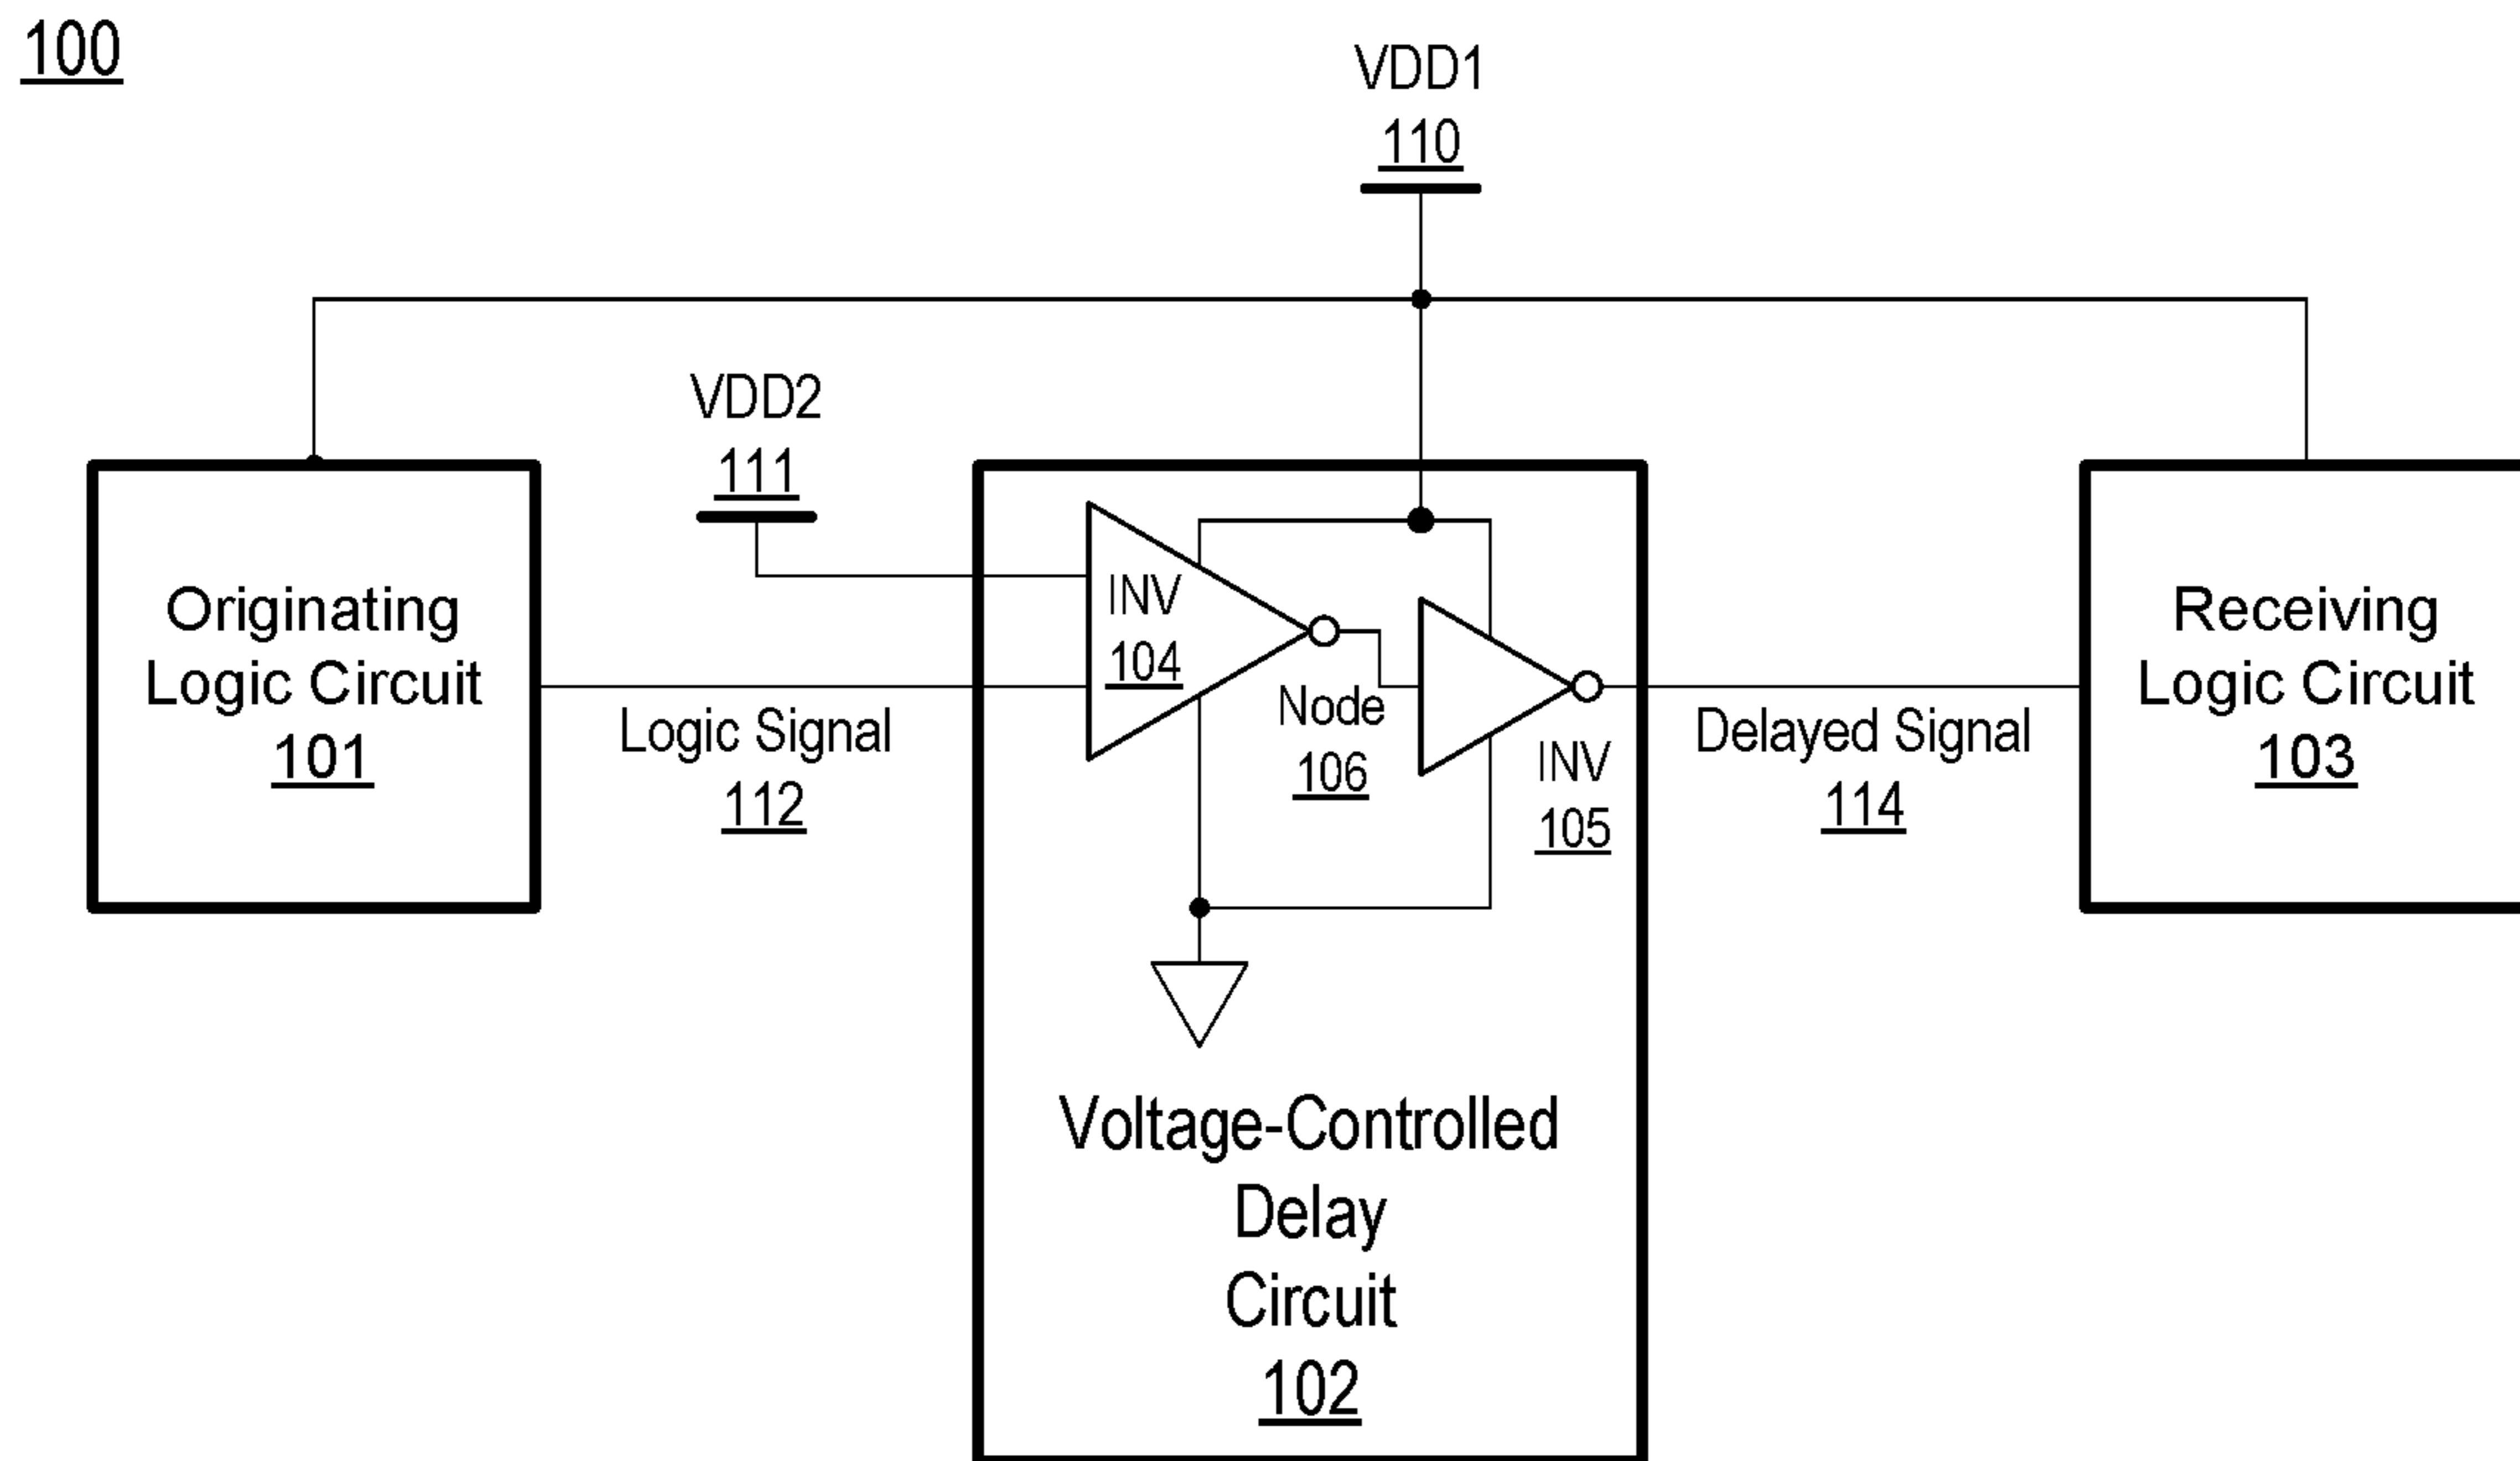 100
VDD1
110
VDD2
111
Originating
Logic Circuit
101
Logic Signal
112
INV
104
Node
106
INV
105
Delayed Signal
114
Receiving
Logic Circuit
103
Voltage-Controlled
Delay
Circuit
102